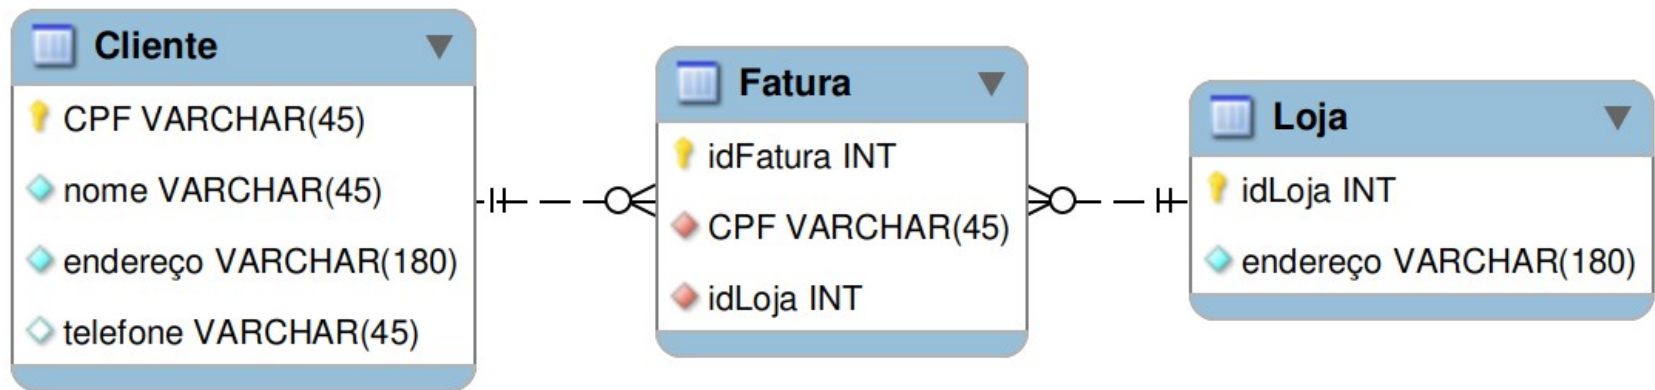 Cliente
CPF VARCHAR(45)
nome VARCHAR(45)
endereço VARCHAR(180)
telefone VARCHAR(45)
Fatura
idFatura INT
CPF VARCHAR(45)
idLoja INT
Loja
idLoja INT
endereço VARCHAR(180)